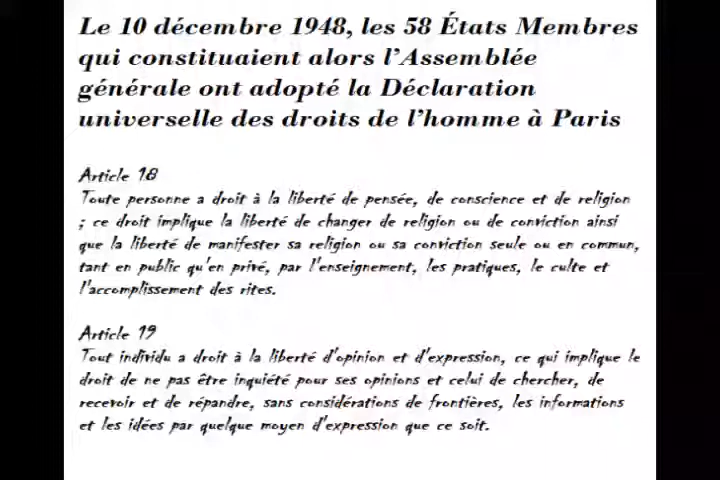 Le 10 décembre 1948, les 58 États Membres
qui constituaient alors l'Assemblée
générale ont adopté la Déclaration
universelle des droits de l'homme à Paris
Article 18
Toute personne a droit à la liberté de pensée, de conscience et de religion
; ce droit implique la liberté de changer de religion ou de conviction ainsi
que la liberté de manifester sa religion ou sa conviction seule ou en commun,
tant en public qu'en privé, par l'enseignement, les pratiques, le culte et
l'accomplissement des rites.
Article 19
Tout individu a droit à la liberté d'opinion et d'expression, ce qui implique le
droit de ne pas être inquiété pour ses opinions et celui de chercher, de
recevoir et de répandre, sans considérations de frontières, les informations
et les idées par quelque moyen d'expression que ce soit.